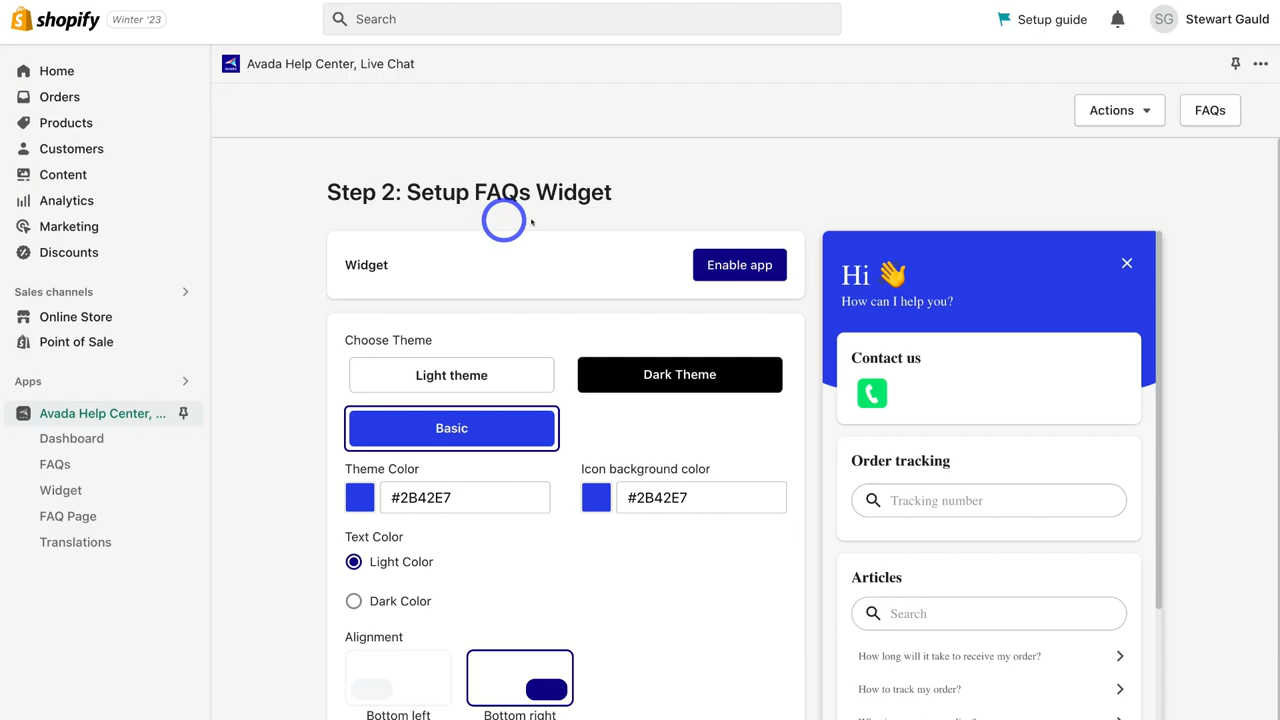 shopify Winter '23 Search Setup guide SG Stewart Gauld
Avada Help Center, Live Chat
Home
Orders
Products
Customers
Content
Analytics
Marketing
Discounts
Sales channels
Online Store
Point of Sale
Apps
Avada Help Center, ...
Dashboard
FAQs
Widget
FAQ Page
Translations
Actions FAQs
Step 2: Setup FAQs Widget
Widget Enable app
Choose Theme
Light theme Dark Theme
Basic
Theme Color Icon background color
#2B42E7 #2B42E7
Text Color
Light Color
Dark Color
Alignment
Bottom left Bottom right
Hi 👋
How can I help you?
Contact us
Order tracking
Tracking number
Articles
Search
How long will it take to receive my order?
How to track my order?